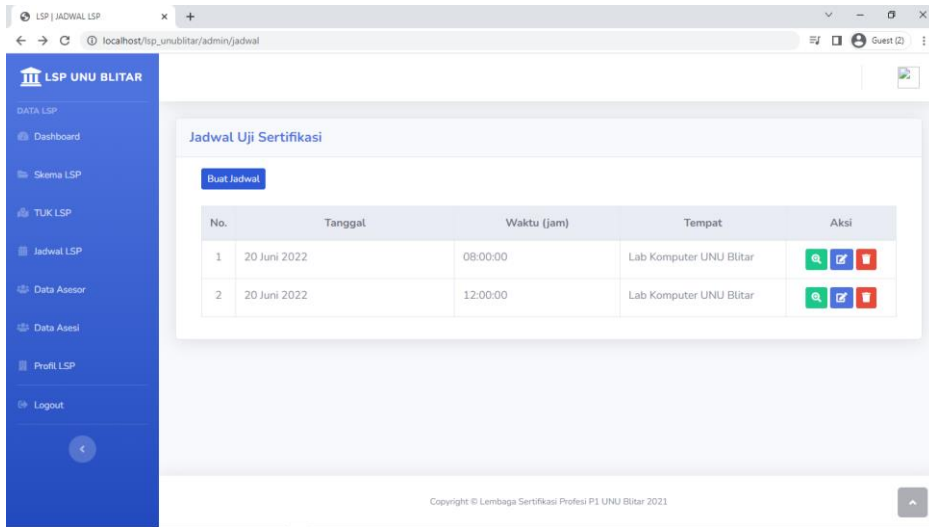 LSP | JADWAL LSP
localhost/lsp_unublitar/admin/jadwal
Guest (2)
LSP UNU BLITAR
DATA LSP
Dashboard
Skema LSP
TUK LSP
Jadwal LSP
Data Asesor
Data Asesi
Profil LSP
Logout
Jadwal Uji Sertifikasi
Buat Jadwal
No. Tanggal Waktu (jam) Tempat Aksi
1 20 Juni 2022 08:00:00 Lab Komputer UNU Blitar
2 20 Juni 2022 12:00:00 Lab Komputer UNU Blitar
Copyright © Lembaga Sertifikasi Profesi P1 UNU Blitar 2021